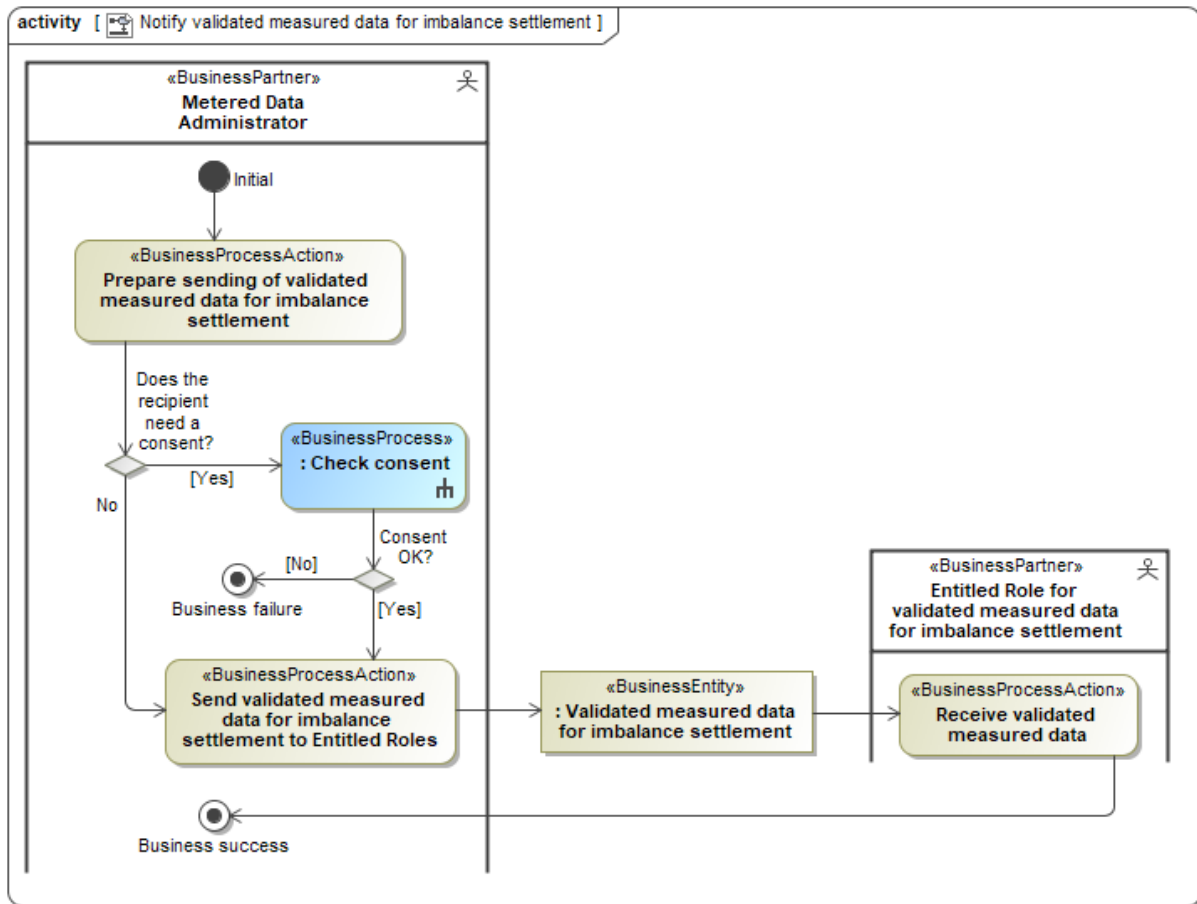 activity [ Notify validated measured data for imbalance settlement ]
«BusinessPartner»
Metered Data
Administrator
Initial
«BusinessProcessAction»
Prepare sending of validated
measured data for imbalance
settlement
Does the
recipient
need a
consent?
«BusinessProcess»
: Check consent
[Yes]
No
Consent
OK?
[No]
Business failure
[Yes]
«BusinessPartner»
Entitled Role for
validated measured data
for imbalance settlement
«BusinessProcessAction»
Send validated measured
data for imbalance
settlement to Entitled Roles
«BusinessEntity»
: Validated measured data
for imbalance settlement
«BusinessProcessAction»
Receive validated
measured data
Business success